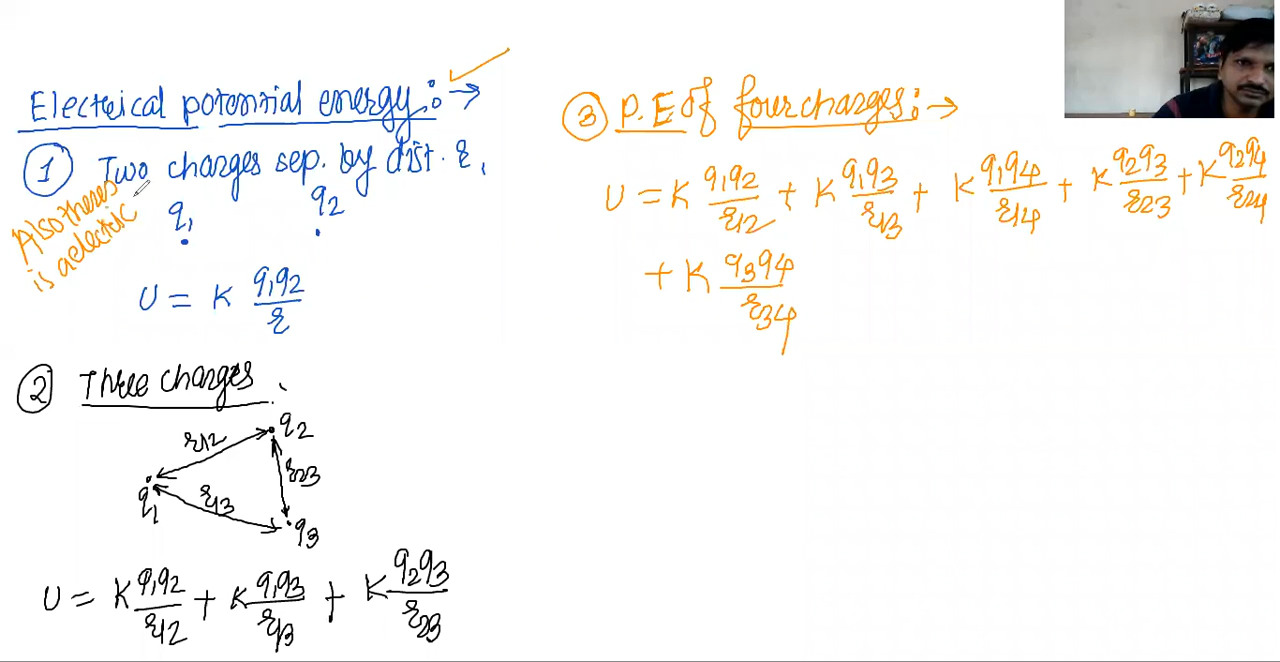 Electrical potential energy :→
① Two charges sep. by dist. r,
Also theres
is a electric
q₁ q₂
U = K q₁q₂/r
② Three charges.
q₂
r₁₂
r₂₃
q₁
r₁₃
q₃
U = K q₁q₂/r₁₂ + K q₁q₃/r₁₃ + K q₂q₃/r₂₃
③ P.E of four charges :→
U = K q₁q₂/r₁₂ + K q₁q₃/r₁₃ + K q₁q₄/r₁₄ + K q₂q₃/r₂₃ + K q₂q₄/r₂₄
+ K q₃q₄/r₃₄